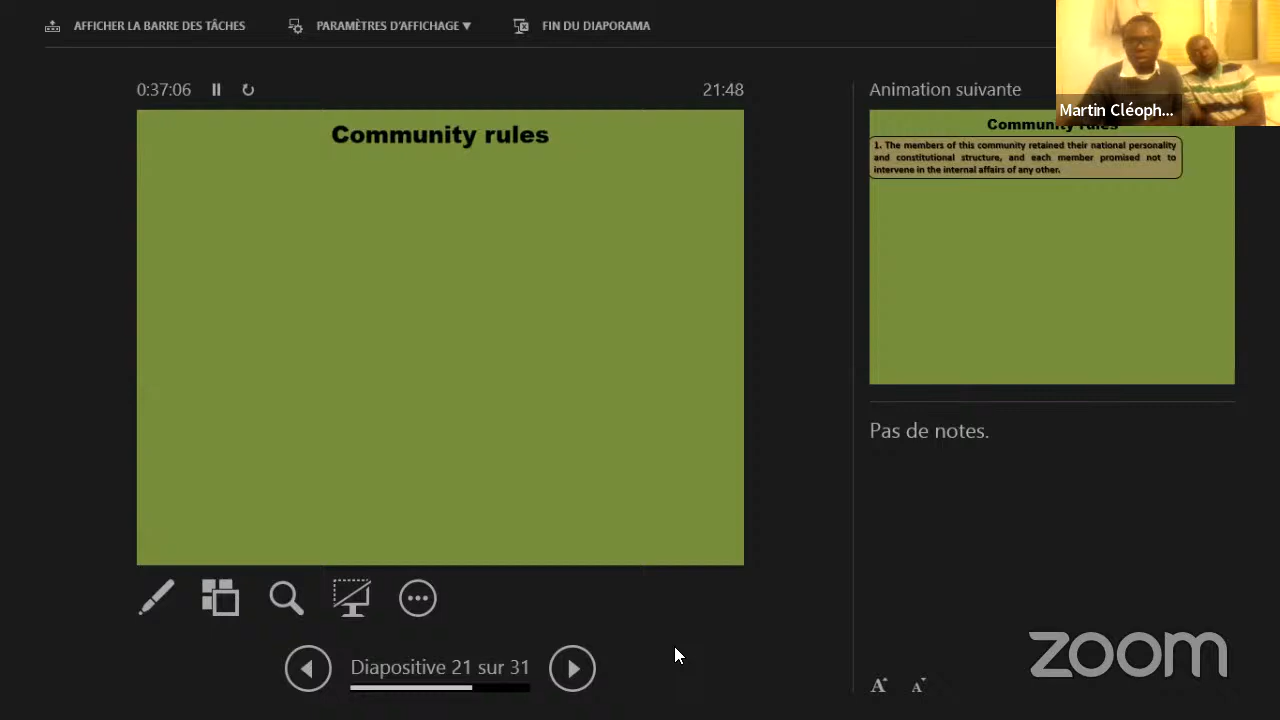 AFFICHER LA BARRE DES TÂCHES
PARAMÈTRES D'AFFICHAGE
FIN DU DIAPORAMA
Martin Cléoph...
0:37:06
21:48
Community rules
Animation suivante
Community rules
1. The members of this community retained their national personality
and constitutional structure, and each member promised not to
intervene in the internal affairs of any other.
Pas de notes.
Diapositive 21 sur 31
A A
zoom